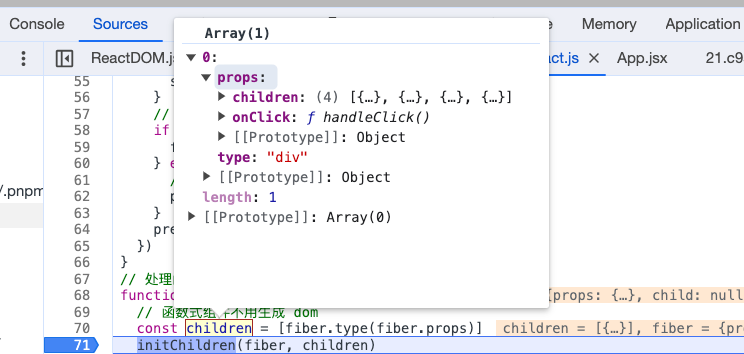 Console
Sources
Memory
Application
ReactDOM.j
act.js
App.jsx
21.c9
Array(1)
0:
props:
children: (4) [{…}, {…}, {…}, {…}]
onClick: ƒ handleClick()
[[Prototype]]: Object
type: "div"
[[Prototype]]: Object
length: 1
[[Prototype]]: Array(0)
/.pnpm
55 s
56 }
57 //
58 if
59 f
60 } e
61 /
62 p
63 }
64 pre
65 })
66 }
67 // 处理
68 function {props: {…}, child: null
69 // 函数式组件不用生成 dom
70 const children = [fiber.type(fiber.props)] children = [{…}], fiber = {pro
71 initChildren(fiber, children)